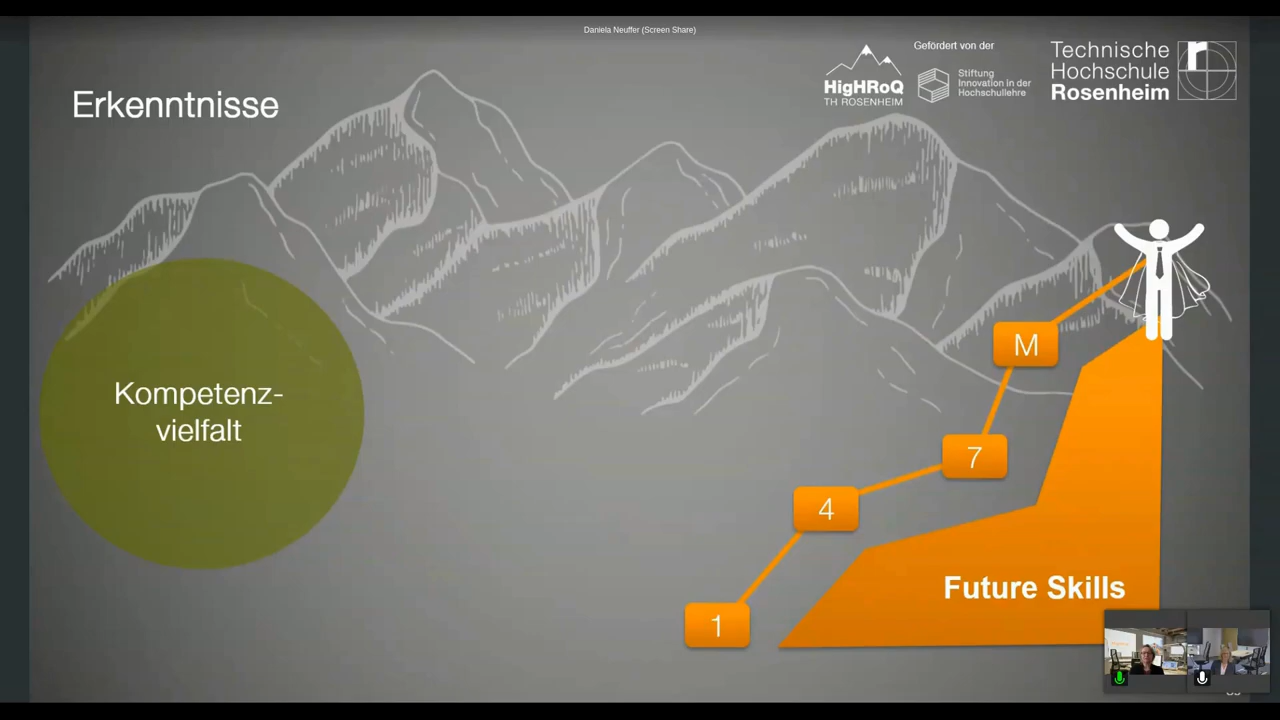 Daniela Neuffer (Screen Share)
Erkenntnisse
HigHRoQ
TH ROSENHEIM
Gefördert von der
Stiftung
Innovation in der
Hochschullehre
Technische
Hochschule
Rosenheim
r
Kompetenz-
vielfalt
M
7
4
1
Future Skills